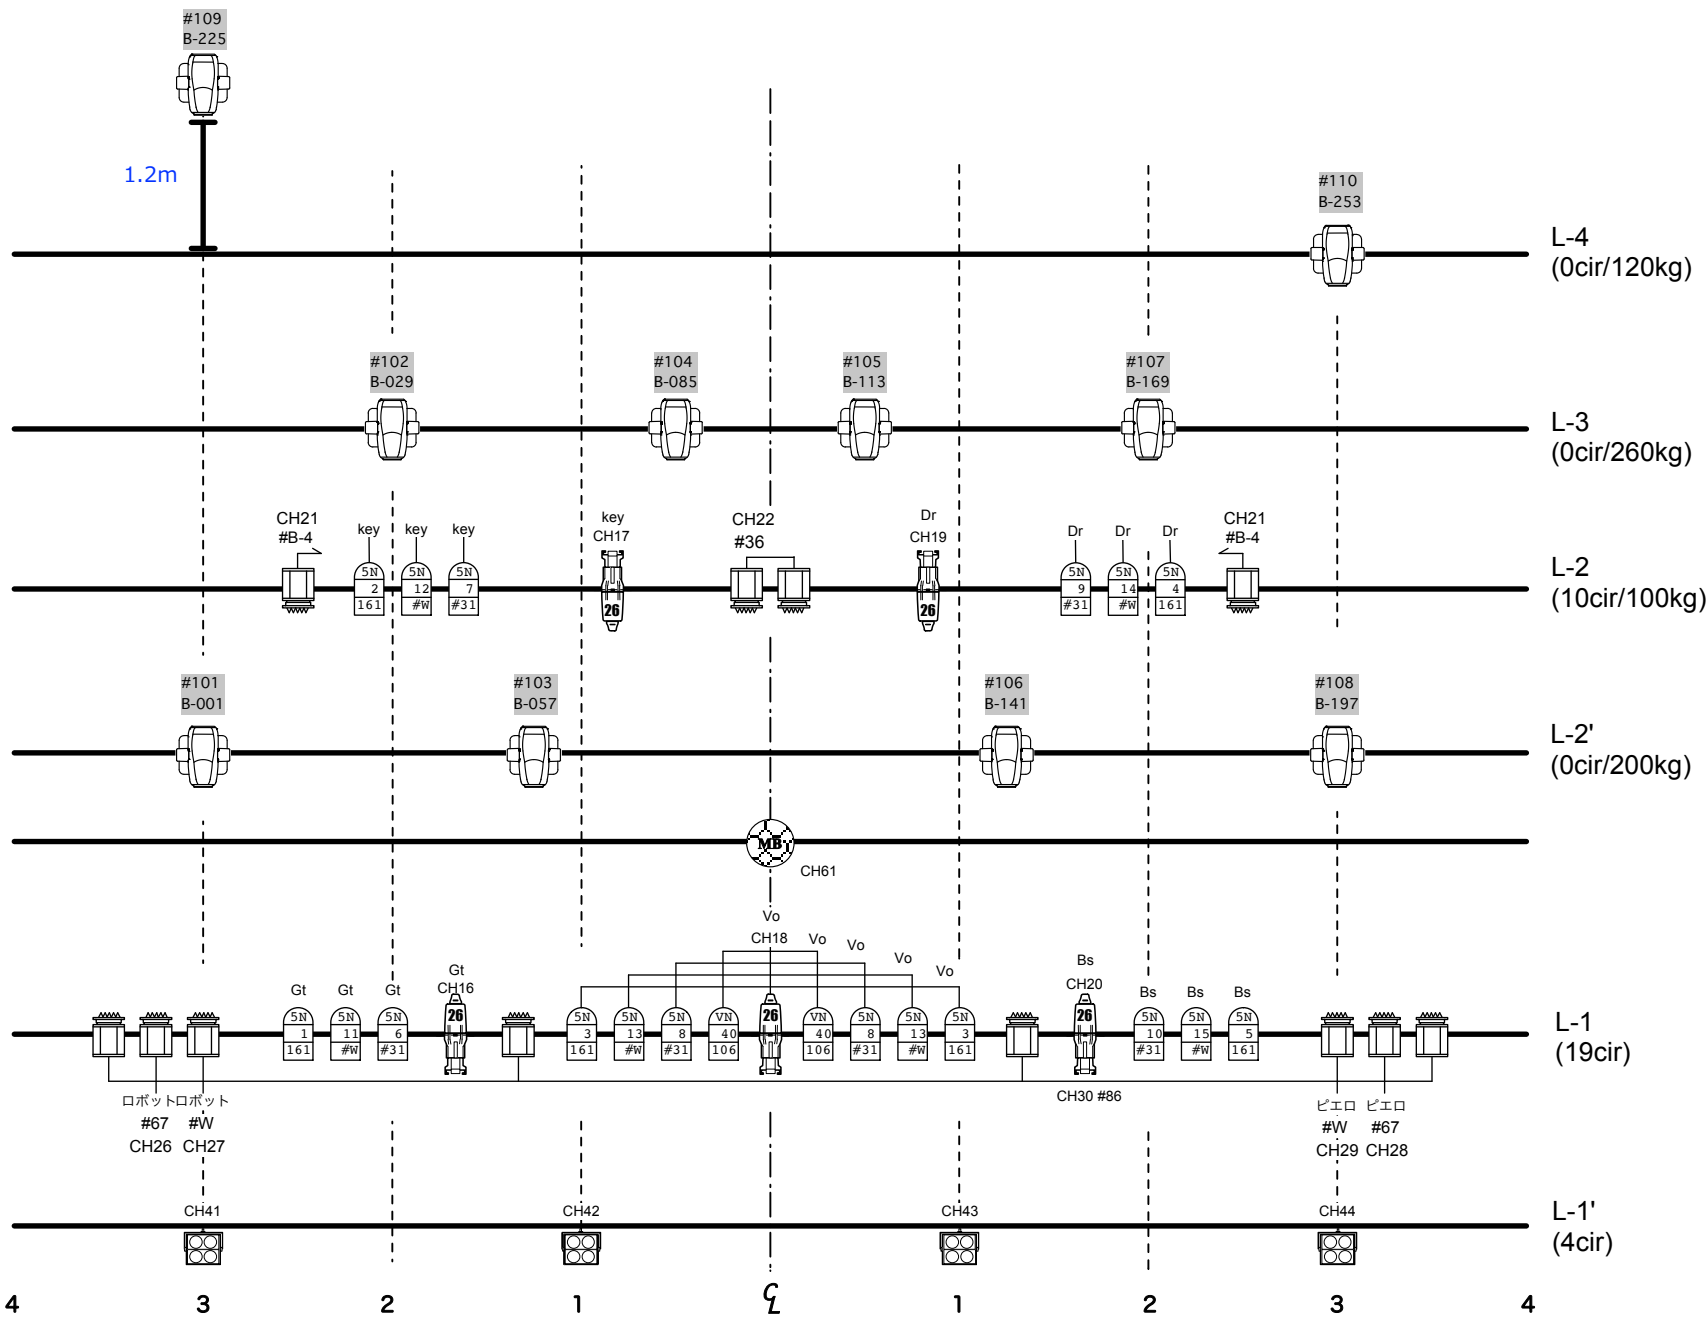 #109
B-225
1.2m
#110
B-253
L-4
(0cir/120kg)
#102
B-029
#104
B-085
#105
B-113
#107
B-169
L-3
(0cir/260kg)
CH21
#B-4
key
key
key
key
CH17
CH22
#36
Dr
CH19
Dr
Dr
Dr
CH21
#B-4
5N
2
161
5N
12
#W
5N
7
#31
26
26
5N
9
#31
5N
14
#W
5N
4
161
L-2
(10cir/100kg)
#101
B-001
#103
B-057
#106
B-141
#108
B-197
L-2'
(0cir/200kg)
MB
CH61
Vo
CH18
Vo
Vo
Vo
Vo
Gt
Gt
Gt
Gt
CH16
Bs
CH20
Bs
Bs
Bs
5N
1
161
5N
11
#W
5N
6
#31
26
5N
3
161
5N
13
#W
5N
8
#31
VN
40
106
26
VN
40
106
5N
8
#31
5N
13
#W
5N
3
161
26
5N
10
#31
5N
15
#W
5N
5
161
L-1
(19cir)
ロボット
#67
CH26
ロボット
#W
CH27
CH30 #86
ピエロ
#W
CH29
ピエロ
#67
CH28
CH41
CH42
CH43
CH44
L-1'
(4cir)
4 3 2 1 CL 1 2 3 4